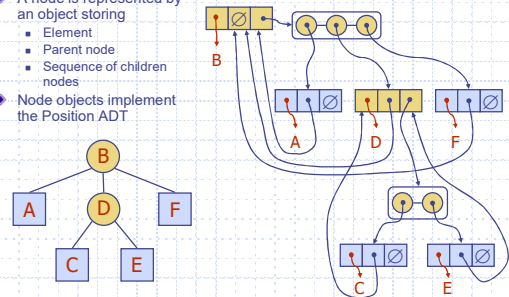 A node is represented by
an object storing
Element
Parent node
Sequence of children
nodes
Node objects implement
the Position ADT
B
A
D
F
C
E
∅
B
∅
∅
A
D
F
∅
∅
C
E